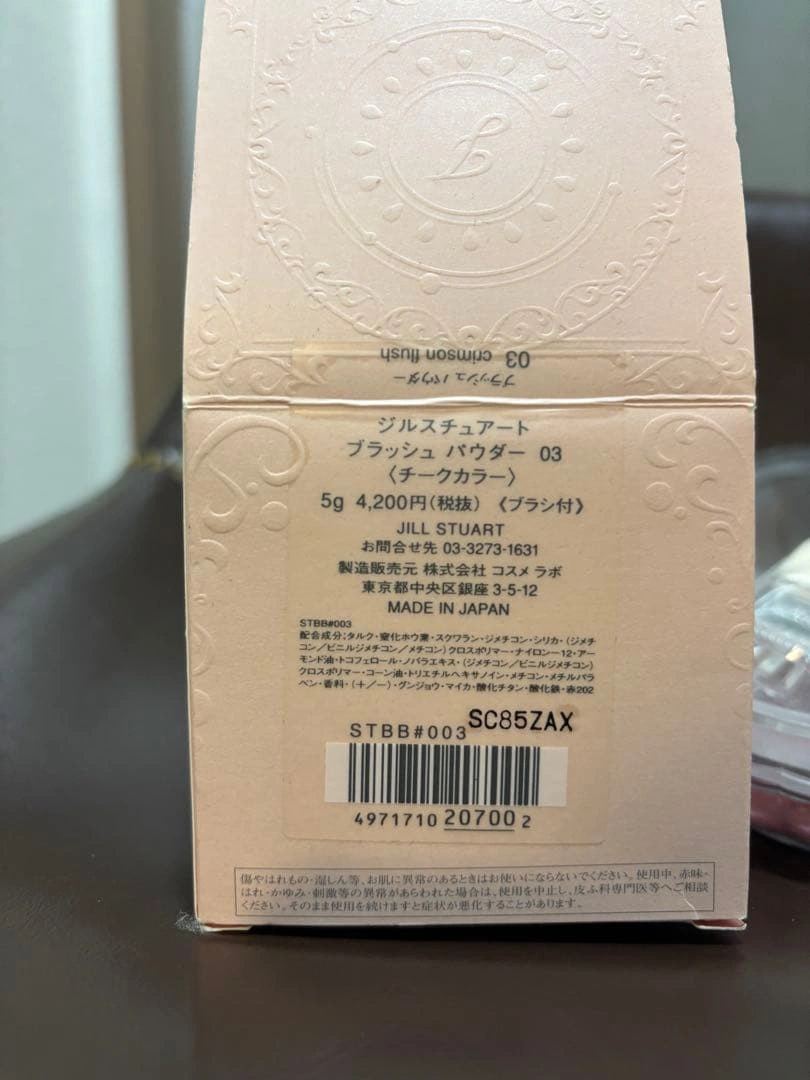 03 crimson flush
ブラッシュ パウダー
ジルスチュアート
ブラッシュ パウダー 03
〈チークカラー〉
5g 4,200円(税抜) 《ブラシ付》
JILL STUART
お問合せ先 03-3273-1631
製造販売元 株式会社 コスメ ラボ
東京都中央区銀座 3-5-12
MADE IN JAPAN
STBB#003
配合成分;タルク・窒化ホウ素・スクワラン・ジメチコン・シリカ・(ジメチ
コン/ビニルジメチコン/メチコン)クロスポリマー・ナイロン-12・アー
モンド油・トコフェロール・ノバラエキス・(ジメチコン/ビニルジメチコン)
クロスポリマー・コーン油・トリエチルヘキサノイン・メチコン・メチルパラ
ベン・香料・(+/-)・グンジョウ・マイカ・酸化チタン・酸化鉄・赤202
STBB#003 SC85ZAX
4971710 20700 2
傷やはれもの・湿しん等、お肌に異常のあるときはお使いにならないでください。使用中、赤味・
はれ・かゆみ・刺激等の異常があらわれた場合は、使用を中止し、皮ふ科専門医等へご相談
ください。そのまま使用を続けますと症状が悪化することがあります。